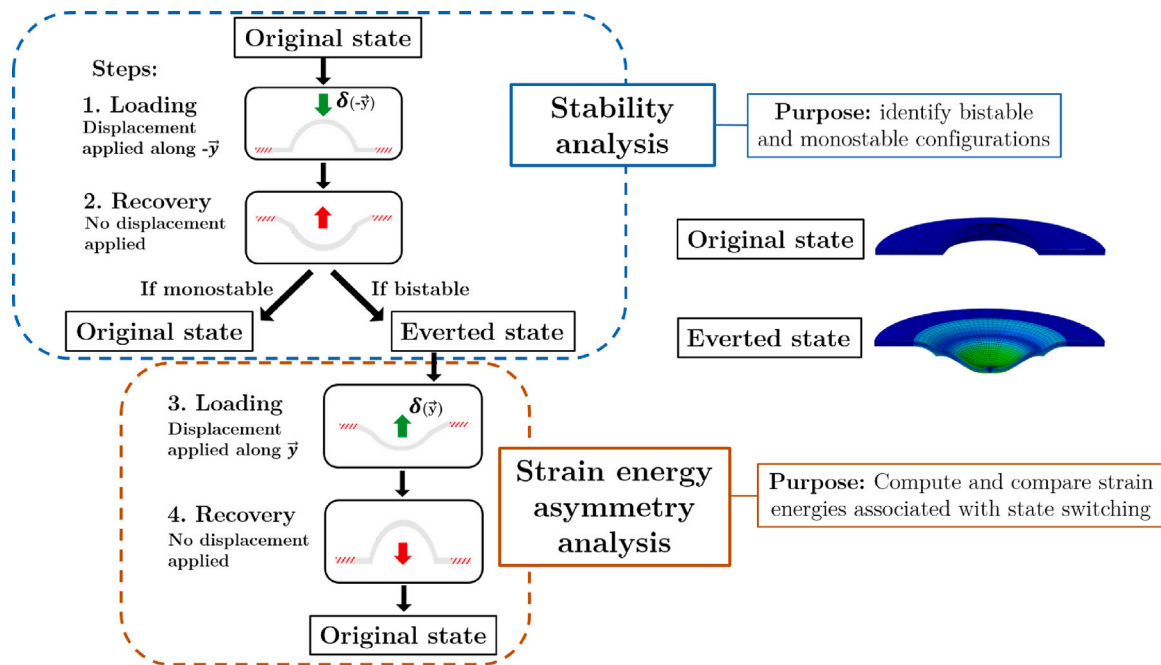 Original state
Steps:
1. Loading
Displacement
applied along -y⃗
δ(-y⃗)
2. Recovery
No displacement
applied
If monostable
If bistable
Original state
Everted state
Stability
analysis
Purpose: identify bistable
and monostable configurations
Original state
Everted state
3. Loading
Displacement
applied along y⃗
δ(y⃗)
4. Recovery
No displacement
applied
Original state
Strain energy
asymmetry
analysis
Purpose: Compute and compare strain
energies associated with state switching